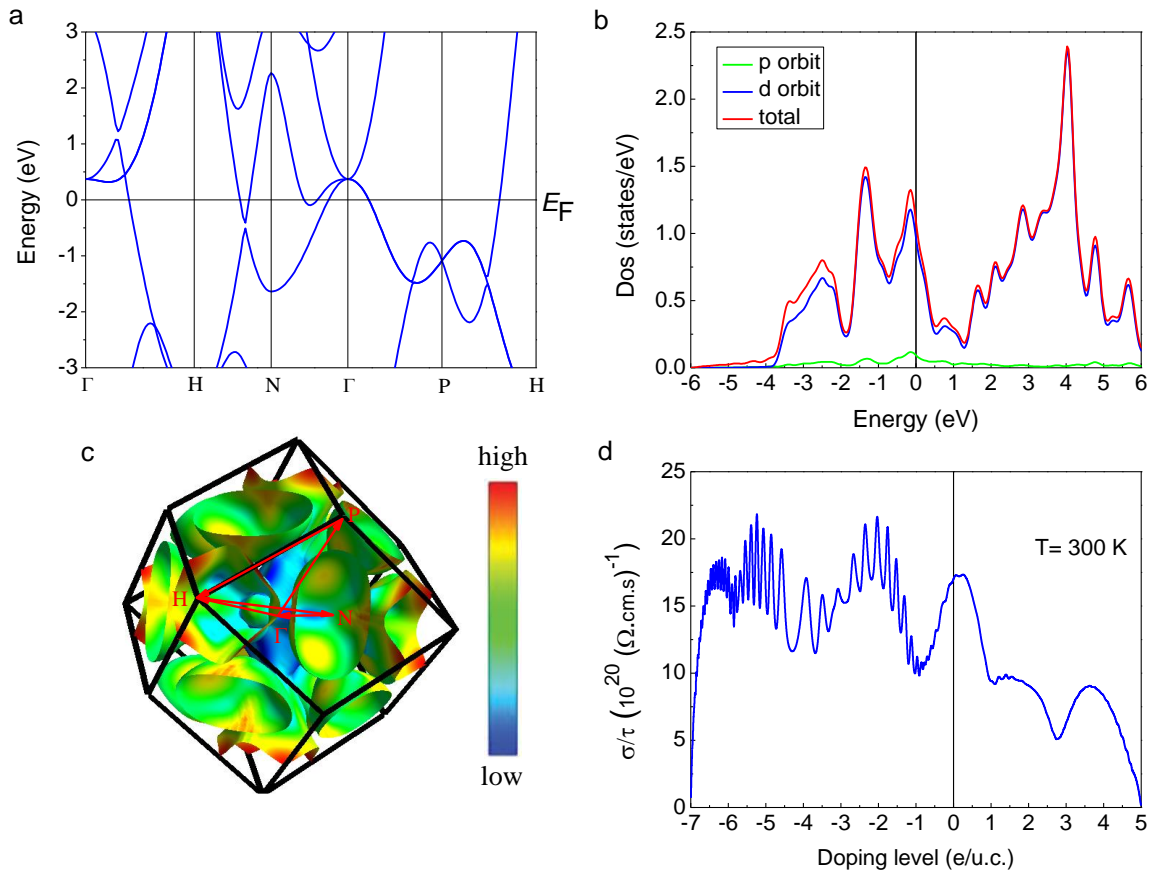 a
3
2
1
0
-1
-2
-3
Energy (eV)
Γ
H
N
Γ
P
H
EF
b
2.5
2.0
1.5
1.0
0.5
0.0
Dos (states/eV)
p orbit
d orbit
total
-6 -5 -4 -3 -2 -1 0 1 2 3 4 5 6
Energy (eV)
c
P
H
N
Γ
high
low
d
25
20
15
10
5
0
σ/τ (10^20 (Ω.cm.s)^-1
T= 300 K
-7 -6 -5 -4 -3 -2 -1 0 1 2 3 4 5
Doping level (e/u.c.)